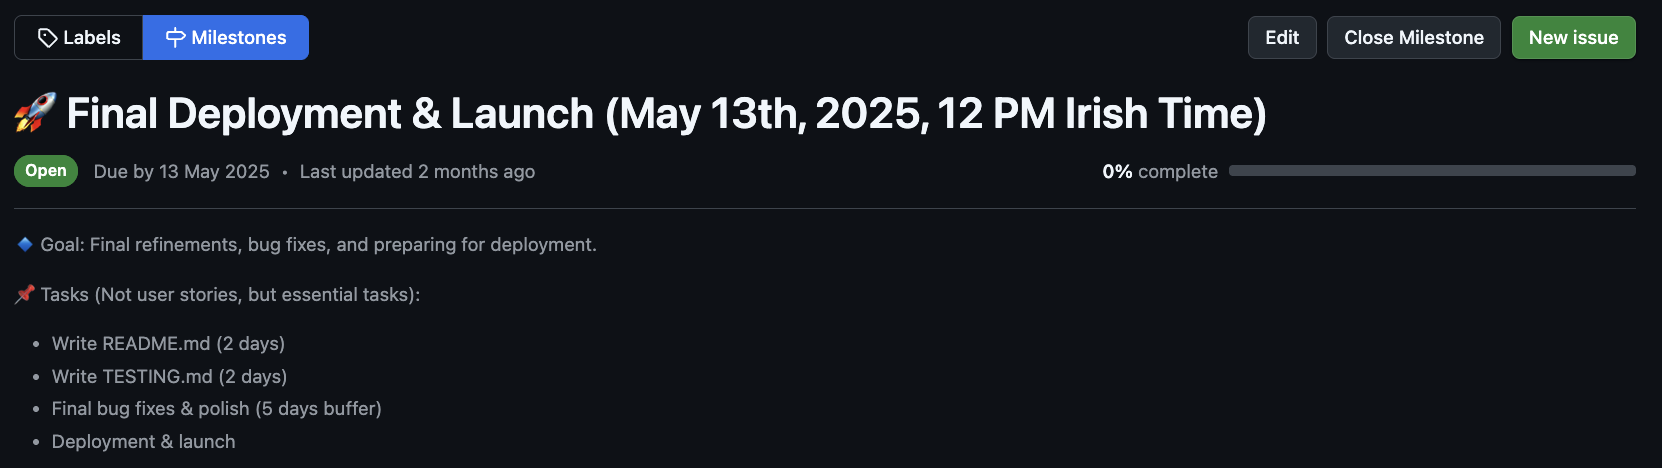 Labels Milestones Edit Close Milestone New issue
🚀 Final Deployment & Launch (May 13th, 2025, 12 PM Irish Time)
Open Due by 13 May 2025 • Last updated 2 months ago 0% complete
🔹 Goal: Final refinements, bug fixes, and preparing for deployment.
📌 Tasks (Not user stories, but essential tasks):
• Write README.md (2 days)
• Write TESTING.md (2 days)
• Final bug fixes & polish (5 days buffer)
• Deployment & launch